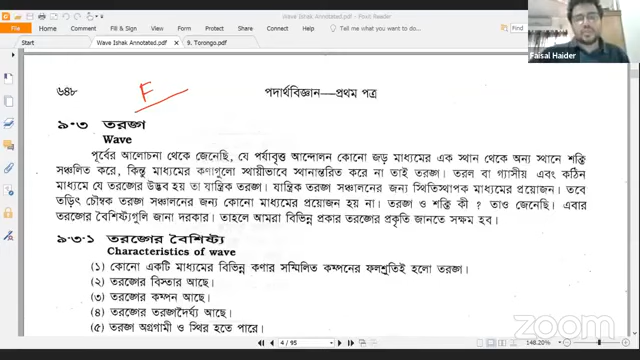 Wave Ishak Annotated.pdf - Foxit Reader
File Home Comment Fill & Sign View Form Protect Share Connect Help Tell me what you want to do...
Start Wave Ishak Annotated.pdf 9. Torongo.pdf
Faisal Haider
F
৬৪৮ পদার্থবিজ্ঞান—প্রথম পত্র
৯·৩ তরঙ্গ
Wave
পূর্বের আলোচনা থেকে জেনেছি, যে পর্যাবৃত্ত আন্দোলন কোনো জড় মাধ্যমের এক স্থান থেকে অন্য স্থানে শক্তি
সঞ্চালিত করে, কিন্তু মাধ্যমের কণাগুলো স্থায়ীভাবে স্থানান্তরিত করে না তাই তরঙ্গ। তরল বা গ্যাসীয় এবং কঠিন
মাধ্যমে যে তরঙ্গের উদ্ভব হয় তা যান্ত্রিক তরঙ্গ। যান্ত্রিক তরঙ্গ সঞ্চালনের জন্য স্থিতিস্থাপক মাধ্যমের প্রয়োজন। তবে
তড়িৎ চৌম্বক তরঙ্গ সঞ্চালনের জন্য কোনো মাধ্যমের প্রয়োজন হয় না। তরঙ্গ ও শক্তি কী ? তাও জেনেছি। এবার
তরঙ্গের বৈশিষ্ট্যগুলি জানা দরকার। তাহলে আমরা বিভিন্ন প্রকার তরঙ্গের প্রকৃতি জানতে সক্ষম হব।
৯·৩·১ তরঙ্গের বৈশিষ্ট্য
Characteristics of wave
(১) কোনো একটি মাধ্যমের বিভিন্ন কণার সম্মিলিত কম্পনের ফলশ্রুতিই হলো তরঙ্গ।
(২) তরঙ্গের বিস্তার আছে।
(৩) তরঙ্গের কম্পন আছে।
(৪) তরঙ্গের তরঙ্গদৈর্ঘ্য আছে।
(৫) তরঙ্গ অগ্রগামী ও স্থির হতে পারে।
zoom
4 / 95 148.20%